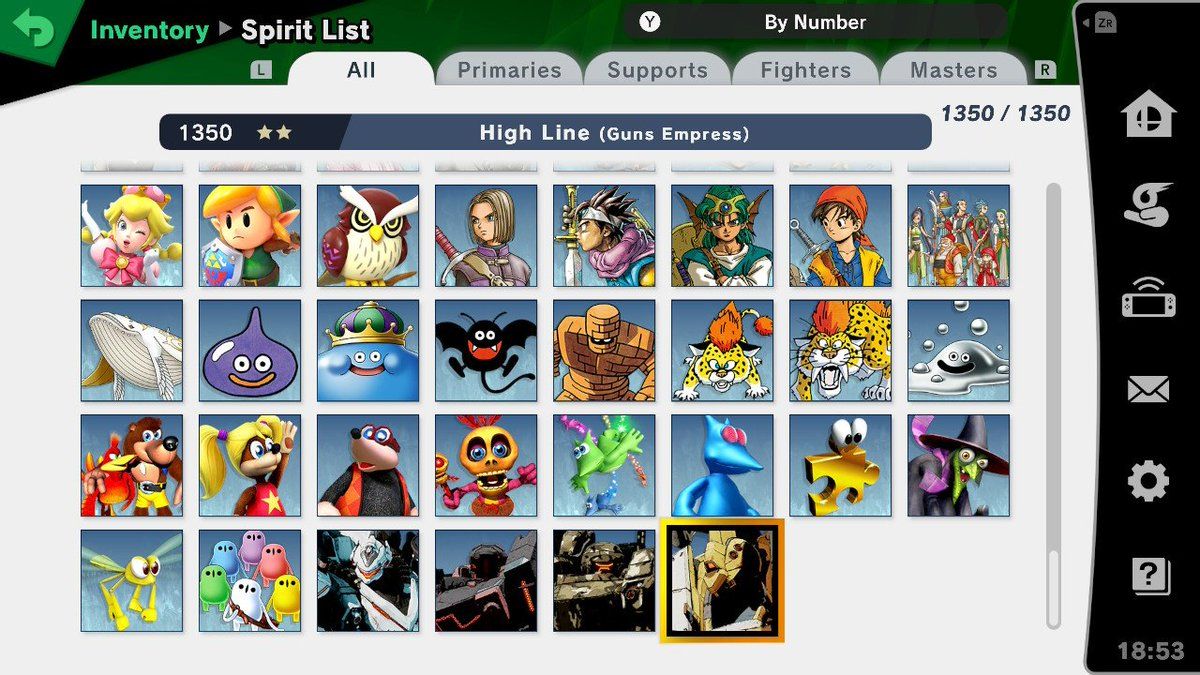 Inventory ▶ Spirit List
Y By Number
ZR
L All Primaries Supports Fighters Masters R
1350 ★★ High Line (Guns Empress)
1350 / 1350
?
18:53